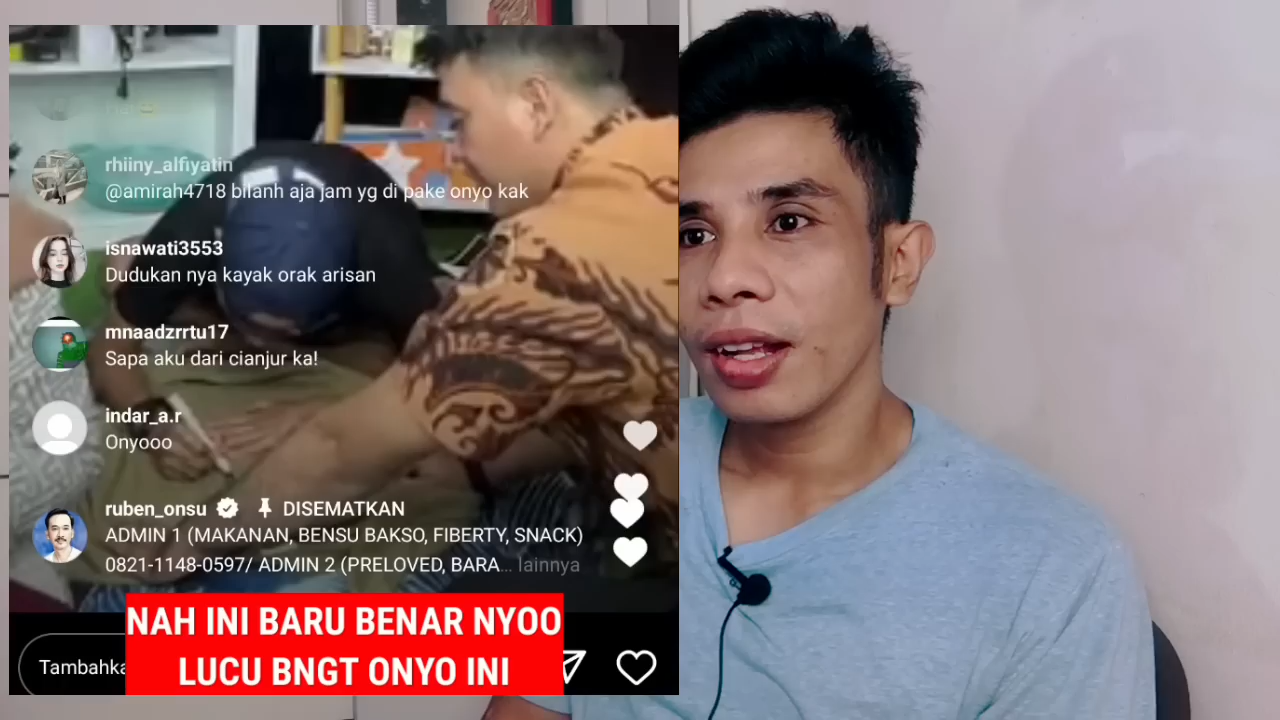 rhiiny_alfiyatin
@amirah4718 bilanh aja jam yg di pake onyo kak
isnawati3553
Dudukan nya kayak orak arisan
mnaadzrrtu17
Sapa aku dari cianjur ka!
indar_a.r
Onyooo
ruben_onsu DISEMATKAN
ADMIN 1 (MAKANAN, BENSU BAKSO, FIBERTY, SNACK)
0821-1148-0597/ ADMIN 2 (PRELOVED, BARA... lainnya
NAH INI BARU BENAR NYOO
LUCU BNGT ONYO INI
Tambahka